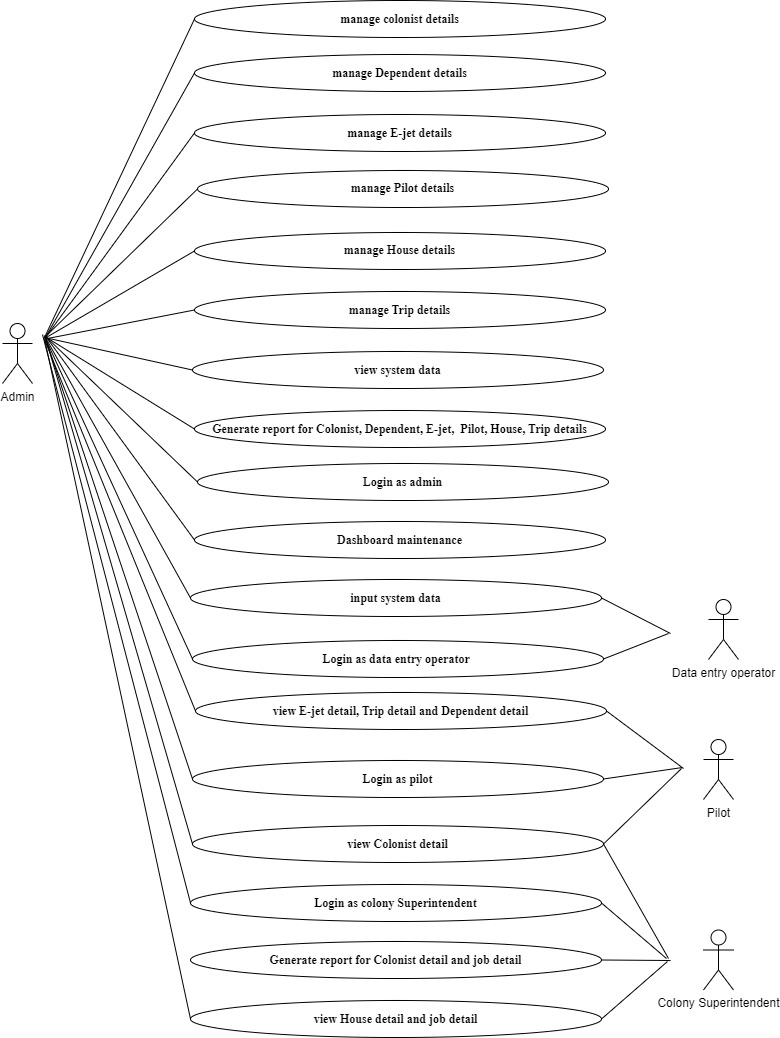 manage colonist details
manage Dependent details
manage E-jet details
manage Pilot details
manage House details
manage Trip details
view system data
Admin
Generate report for Colonist, Dependent, E-jet,  Pilot, House, Trip details
Login as admin
Dashboard maintenance
input system data
Login as data entry operator
Data entry operator
view E-jet detail, Trip detail and Dependent detail
Login as pilot
Pilot
view Colonist detail
Login as colony Superintendent
Generate report for Colonist detail and job detail
Colony Superintendent
view House detail and job detail